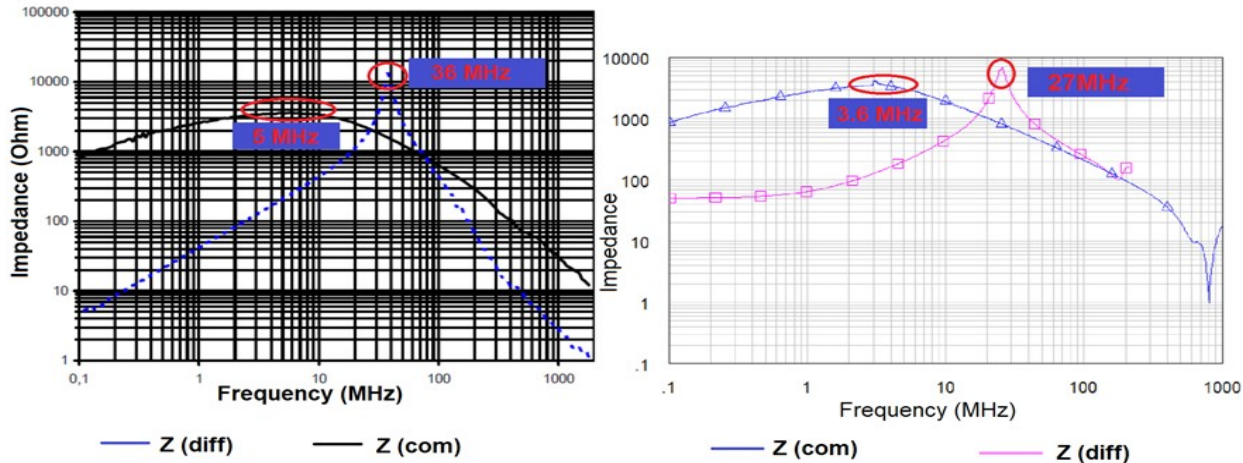 100000
10000
1000
100
10
1
Impedance (Ohm)
36 MHz
5 MHz
0,1
1
10
100
1000
Frequency (MHz)
Z (diff)
Z (com)
10000
1000
100
10
1
.1
Impedance
3.6 MHz
27MHz
.1
1
10
100
1000
Frequency (MHz)
Z (com)
Z (diff)